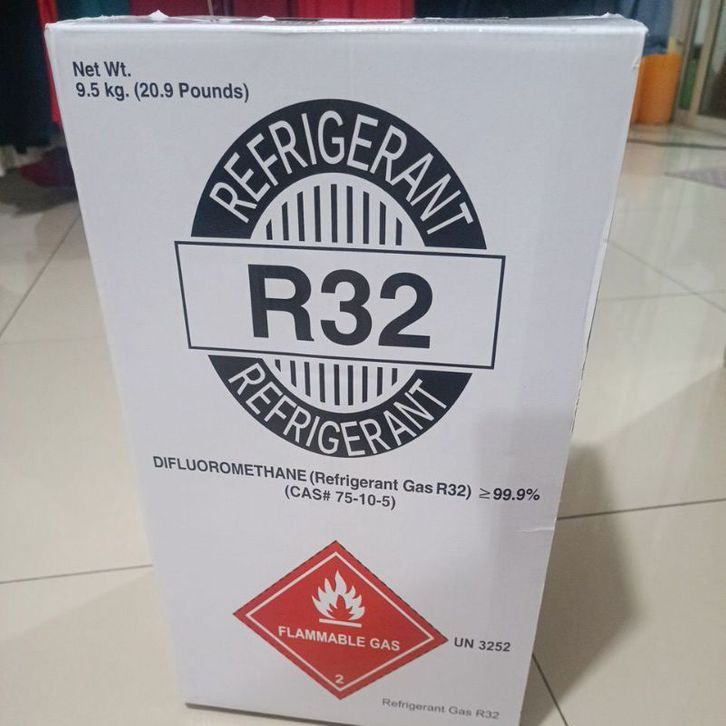 Net Wt.
9.5 kg. (20.9 Pounds)
REFRIGERANT
R32
REFRIGERANT
DIFLUOROMETHANE (Refrigerant Gas R32) ≥99.9%
(CAS# 75-10-5)
FLAMMABLE GAS
UN 3252
2
Refrigerant Gas R32